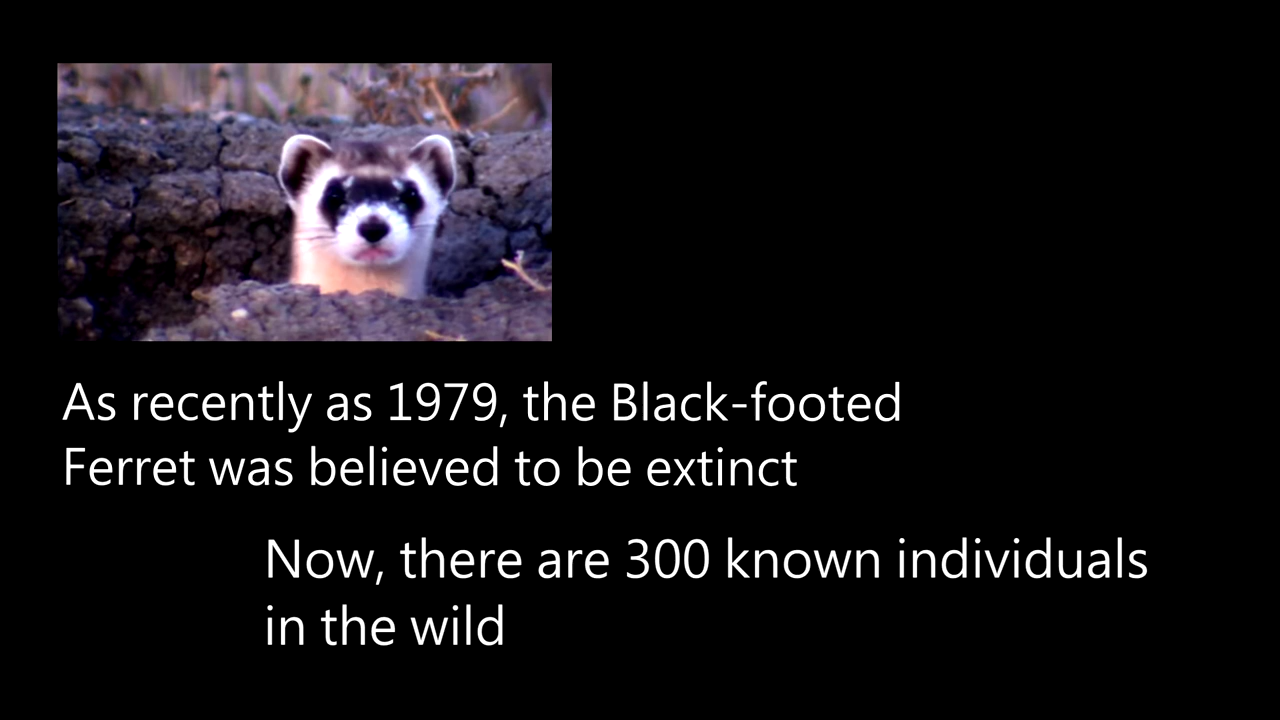 As recently as 1979, the Black-footed
Ferret was believed to be extinct
Now, there are 300 known individuals
in the wild